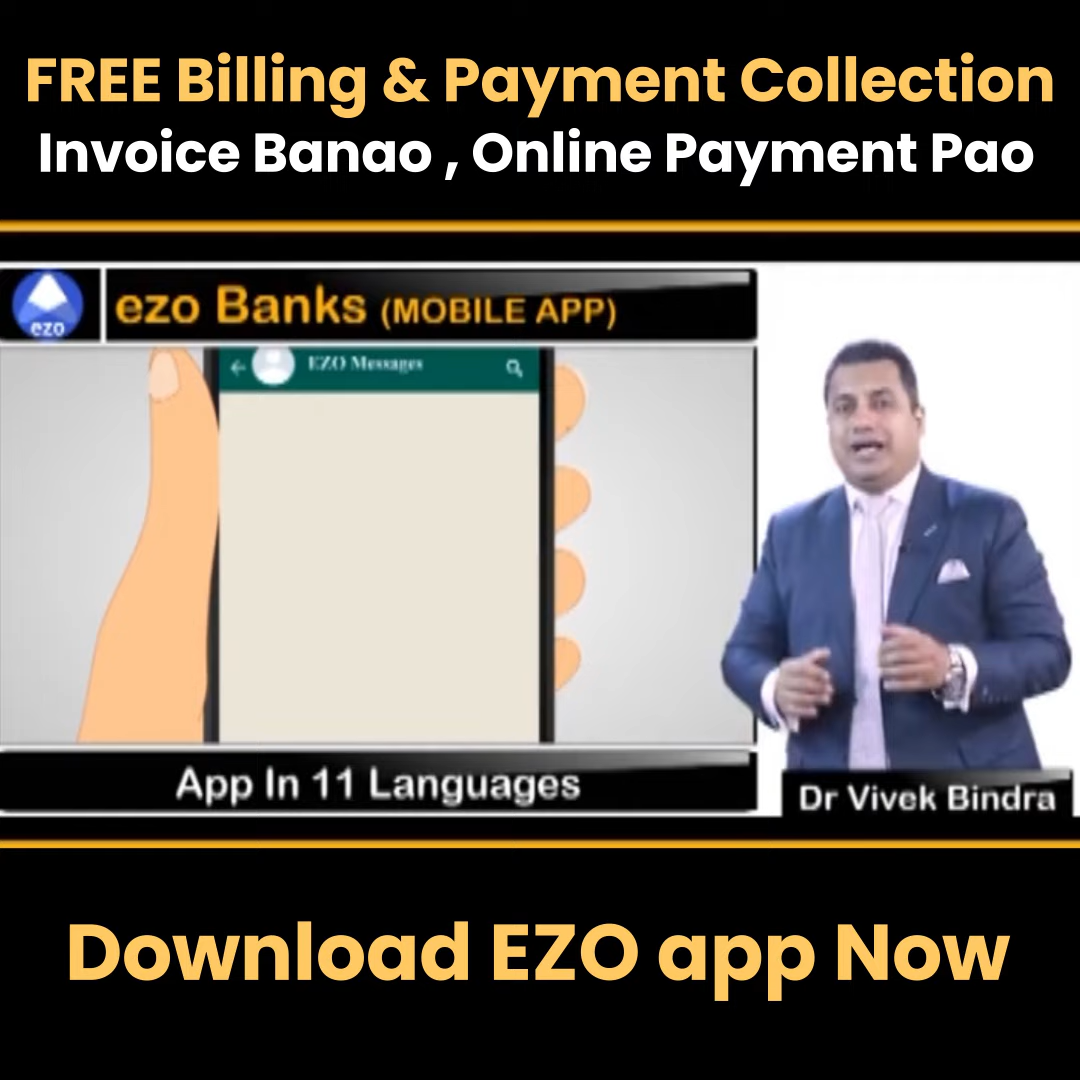 FREE Billing & Payment Collection
Invoice Banao , Online Payment Pao
ezo
ezo Banks (MOBILE APP)
EZO Messages
App In 11 Languages
Dr Vivek Bindra
Download EZO app Now